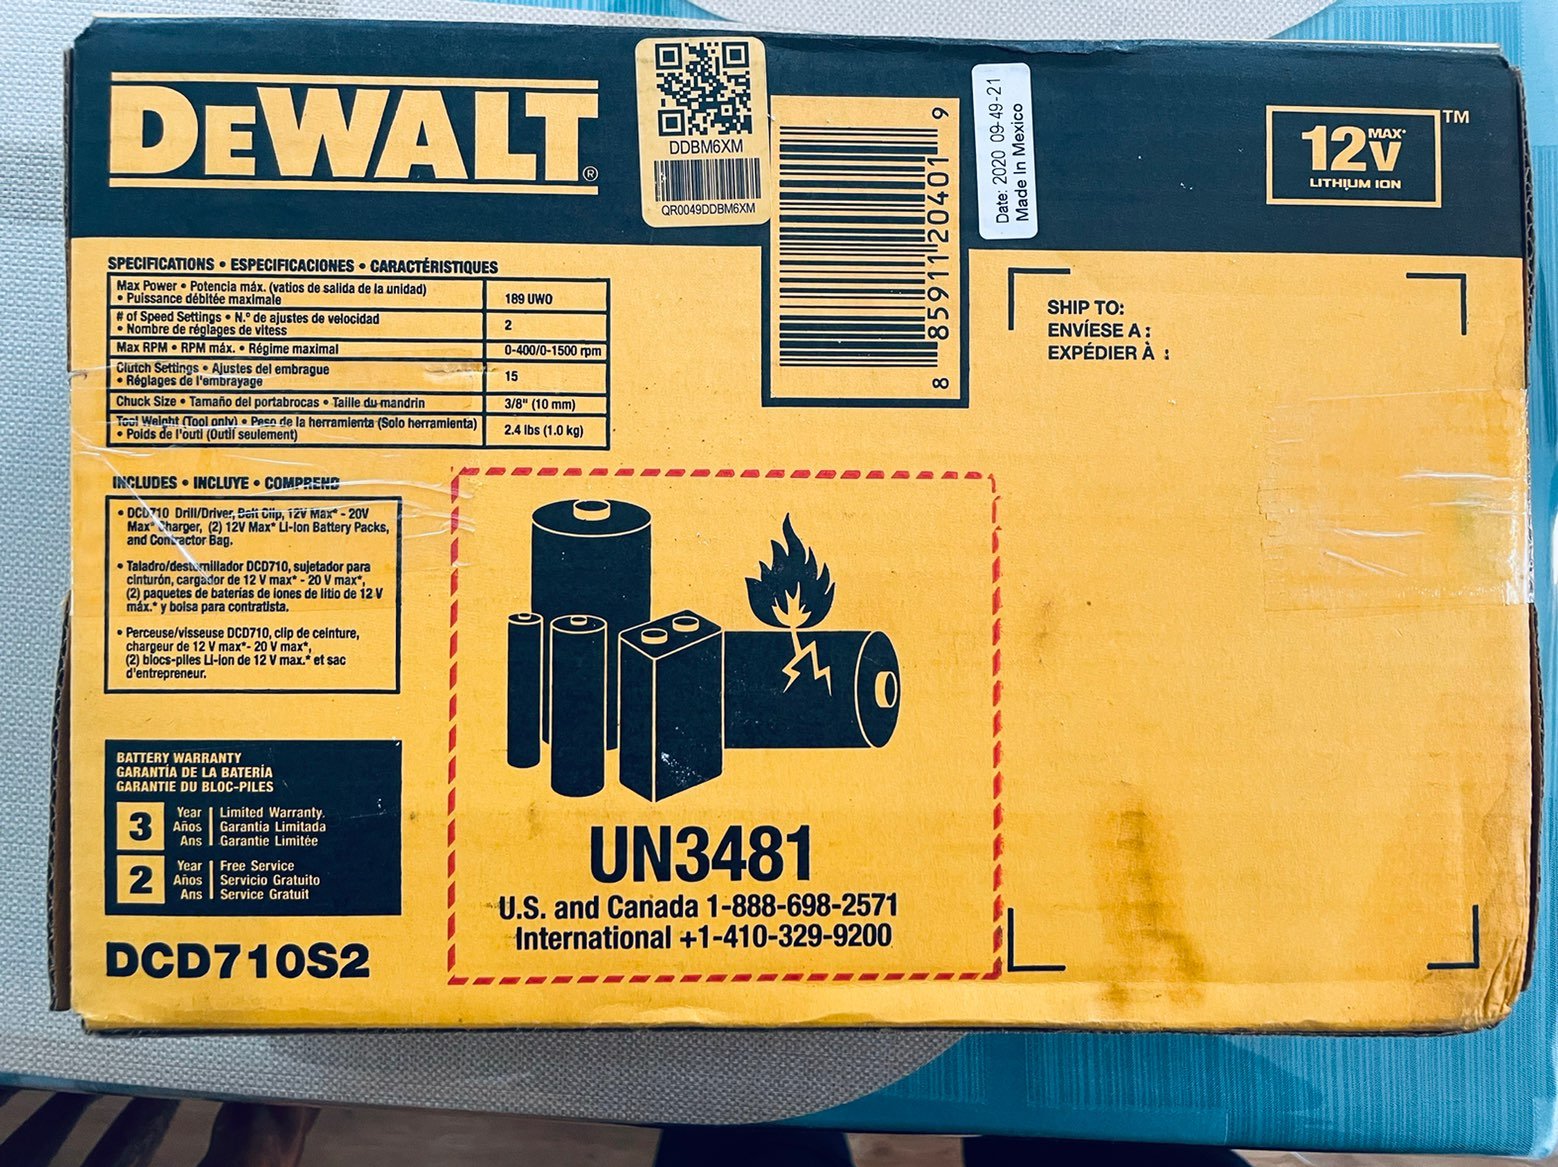 DEWALT®
DDBM6XM
QR0049DDBM6XM
8 85911 20401 9
Date: 2020 09-49-21
Made In Mexico
12V MAX* TM
LITHIUM ION
SPECIFICATIONS • ESPECIFICACIONES • CARACTÉRISTIQUES
Max Power • Potencia máx. (vatios de salida de la unidad)
• Puissance débitée maximale
189 UWO
# of Speed Settings • N.º de ajustes de velocidad
• Nombre de réglages de vitess
2
Max RPM • RPM máx. • Régime maximal
0-400/0-1500 rpm
Clutch Settings • Ajustes del embrague
• Réglages de l'embrayage
15
Chuck Size • Tamaño del portabrocas • Taille du mandrin
3/8" (10 mm)
Tool Weight (Tool only) • Peso de la herramienta (Solo herramienta)
• Poids de l'outi (Outil seulement)
2.4 lbs (1.0 kg)
SHIP TO:
ENVÍESE A :
EXPÉDIER À :
INCLUDES • INCLUYE • COMPREND
• DCD710 Drill/Driver, Belt Clip, 12V Max* - 20V
Max* Charger, (2) 12V Max* Li-Ion Battery Packs,
and Contractor Bag.
• Taladro/destornillador DCD710, sujetador para
cinturón, cargador de 12 V max* - 20 V max*,
(2) paquetes de baterías de iones de litio de 12 V
máx.* y bolsa para contratista.
• Perceuse/visseuse DCD710, clip de ceinture,
chargeur de 12 V max*- 20 V max*,
(2) blocs-piles Li-ion de 12 V max.* et sac
d'entrepreneur.
BATTERY WARRANTY
GARANTÍA DE LA BATERÍA
GARANTIE DU BLOC-PILES
3
Year Limited Warranty.
Años Garantia Limitada
Ans Garantie Limitée
2
Year Free Service
Años Servicio Gratuito
Ans Service Gratuit
DCD710S2
UN3481
U.S. and Canada 1-888-698-2571
International +1-410-329-9200